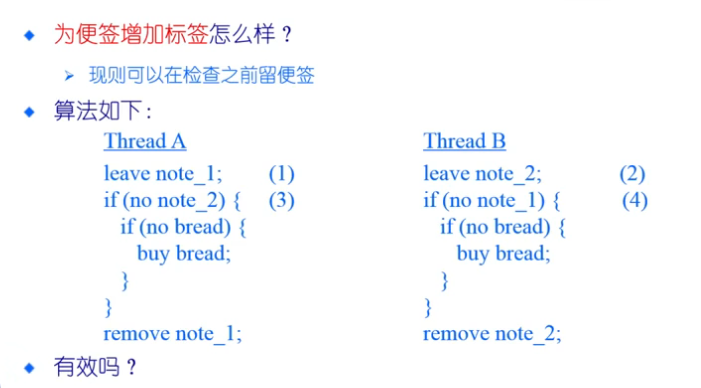 为便签增加标签怎么样？
现则可以在检查之前留便签
算法如下：
Thread A
leave note_1; (1)
if (no note_2) { (3)
if (no bread) {
buy bread;
}
}
remove note_1;
Thread B
leave note_2; (2)
if (no note_1) { (4)
if (no bread) {
buy bread;
}
}
remove note_2;
有效吗？